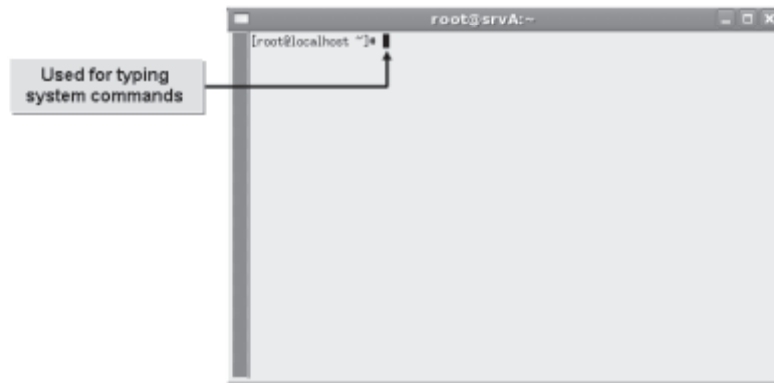 root@srvA:~
[root@localhost ~]#
Used for typing
system commands